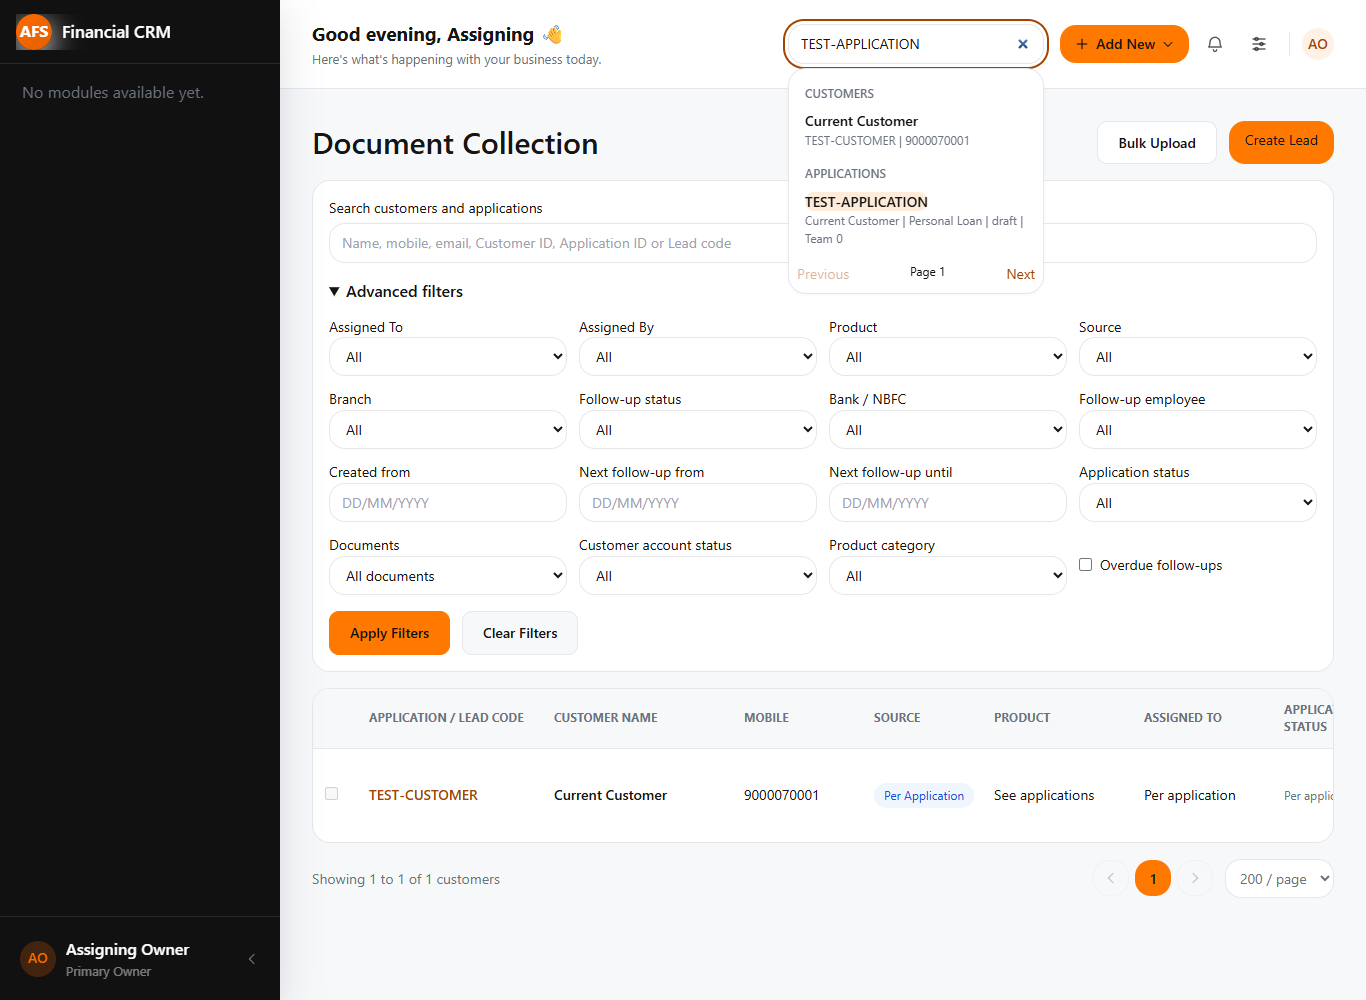 AFS Financial CRM
No modules available yet.
AO
Assigning Owner
Primary Owner
Good evening, Assigning 👋
Here's what's happening with your business today.
TEST-APPLICATION
Add New
AO
CUSTOMERS
Current Customer
TEST-CUSTOMER | 9000070001
APPLICATIONS
TEST-APPLICATION
Current Customer | Personal Loan | draft |
Team 0
Previous Page 1 Next
Document Collection
Bulk Upload
Create Lead
Search customers and applications
Name, mobile, email, Customer ID, Application ID or Lead code
Advanced filters
Assigned To Assigned By Product Source
All All All All
Branch Follow-up status Bank / NBFC Follow-up employee
All All All All
Created from Next follow-up from Next follow-up until Application status
DD/MM/YYYY DD/MM/YYYY DD/MM/YYYY All
Documents Customer account status Product category
All documents All All Overdue follow-ups
Apply Filters Clear Filters
APPLICATION / LEAD CODE CUSTOMER NAME MOBILE SOURCE PRODUCT ASSIGNED TO APPLICA
STATUS
TEST-CUSTOMER Current Customer 9000070001 Per Application See applications Per application Per applic
Showing 1 to 1 of 1 customers
1
200 / page